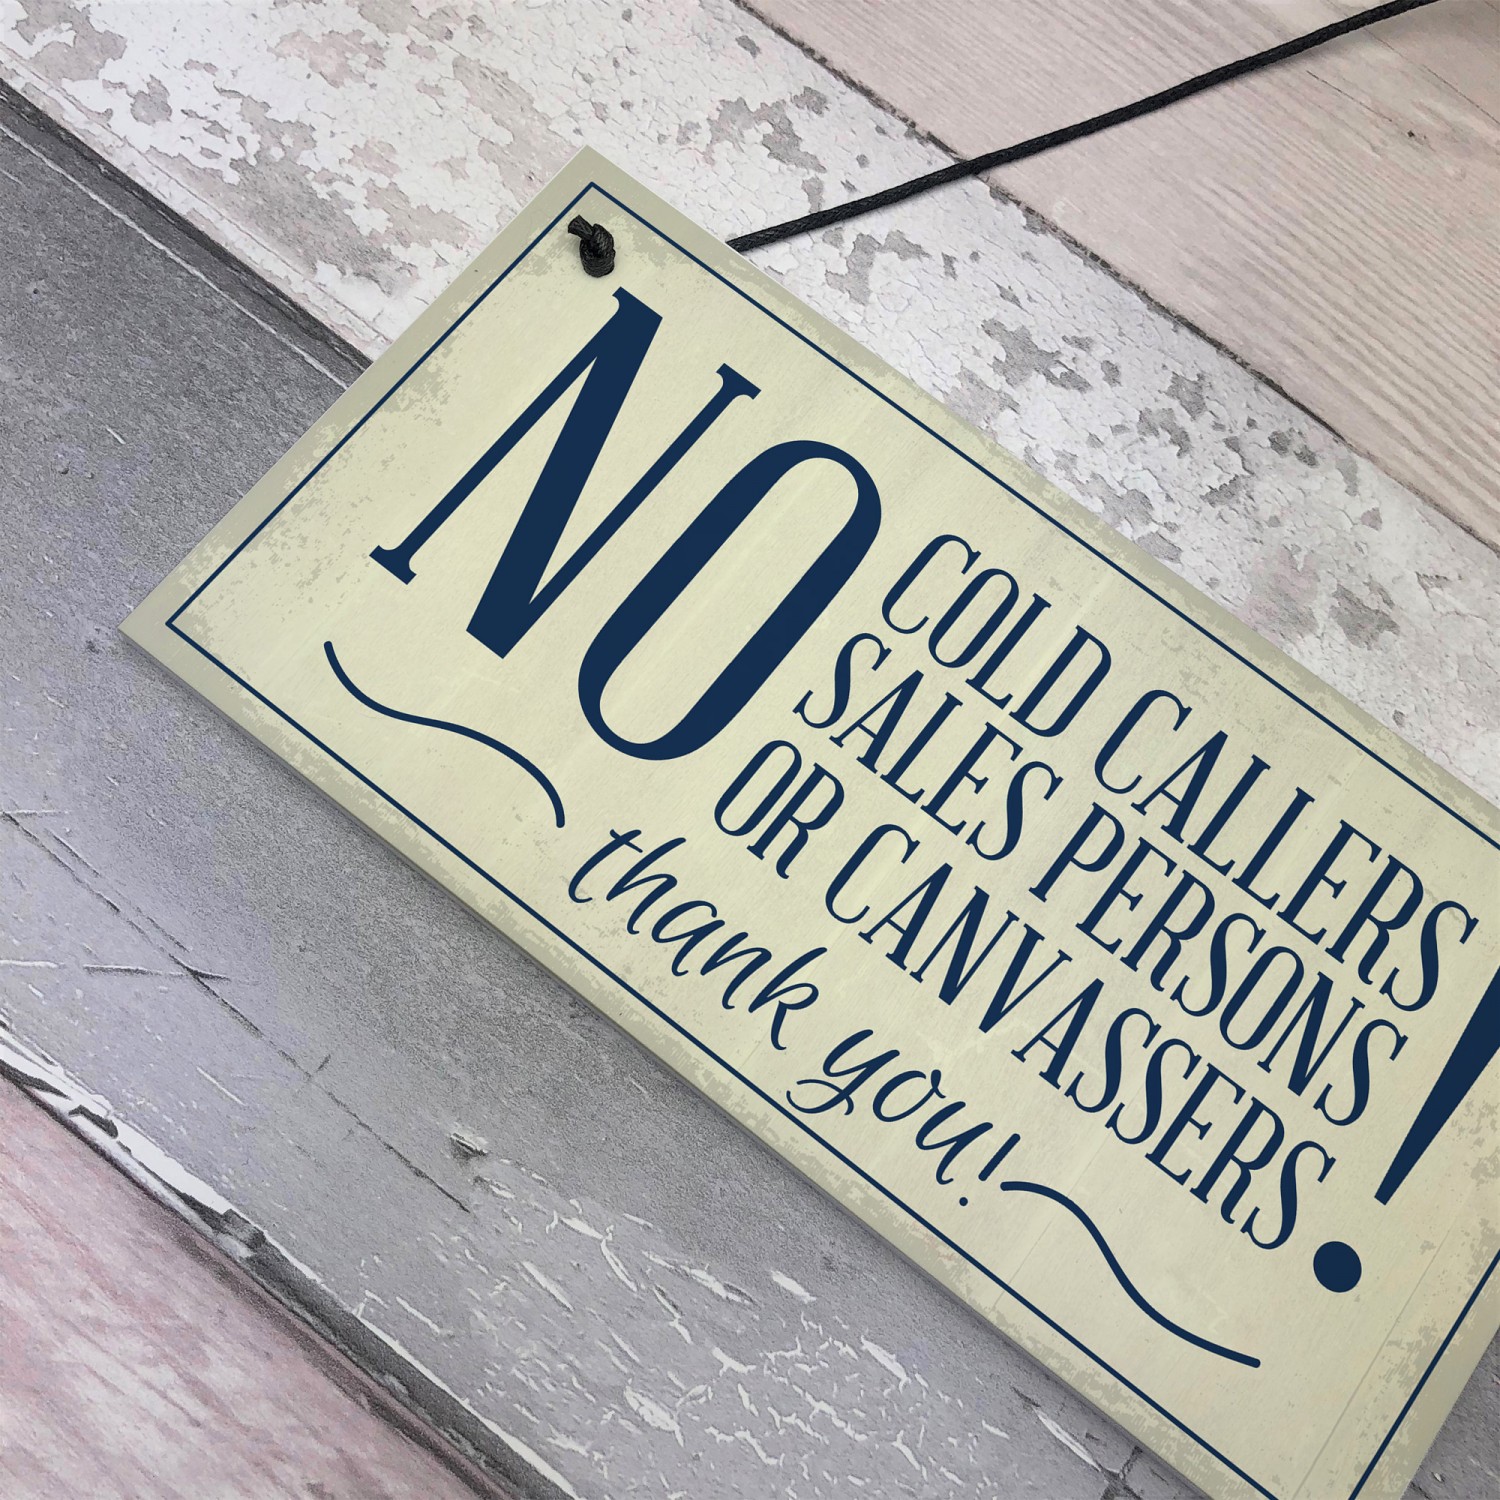 NO COLD CALLERS
SALES PERSONS
OR CANVASSERS.!
thank you!